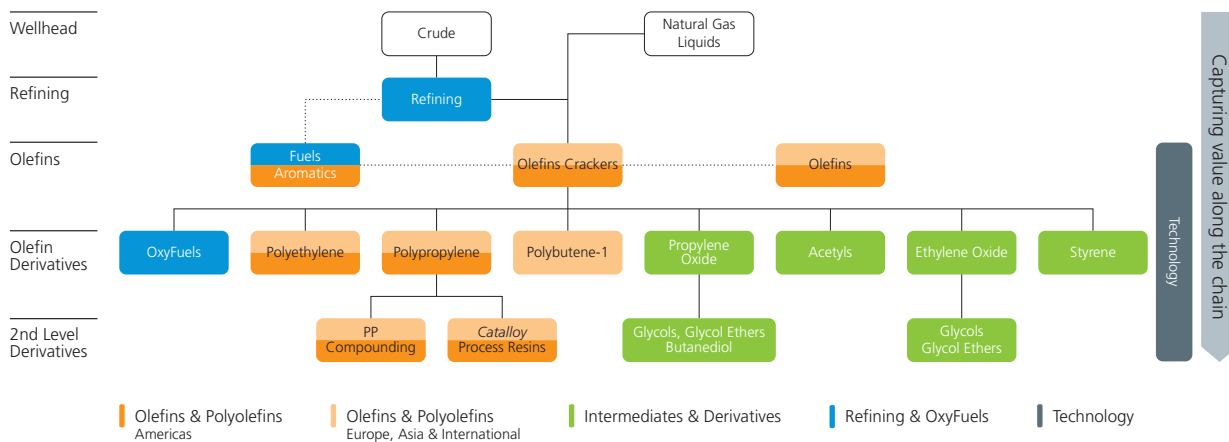 Wellhead
Crude
Natural Gas
Liquids
Refining
Refining
Olefins
Fuels
Aromatics
Olefins Crackers
Olefins
Olefin
Derivatives
OxyFuels
Polyethylene
Polypropylene
Polybutene-1
Propylene
Oxide
Acetyls
Ethylene Oxide
Styrene
2nd Level
Derivatives
PP
Compounding
Catalloy
Process Resins
Glycols, Glycol Ethers
Butanediol
Glycols
Glycol Ethers
Technology
Capturing value along the chain
Olefins & Polyolefins
Americas
Olefins & Polyolefins
Europe, Asia & International
Intermediates & Derivatives
Refining & OxyFuels
Technology